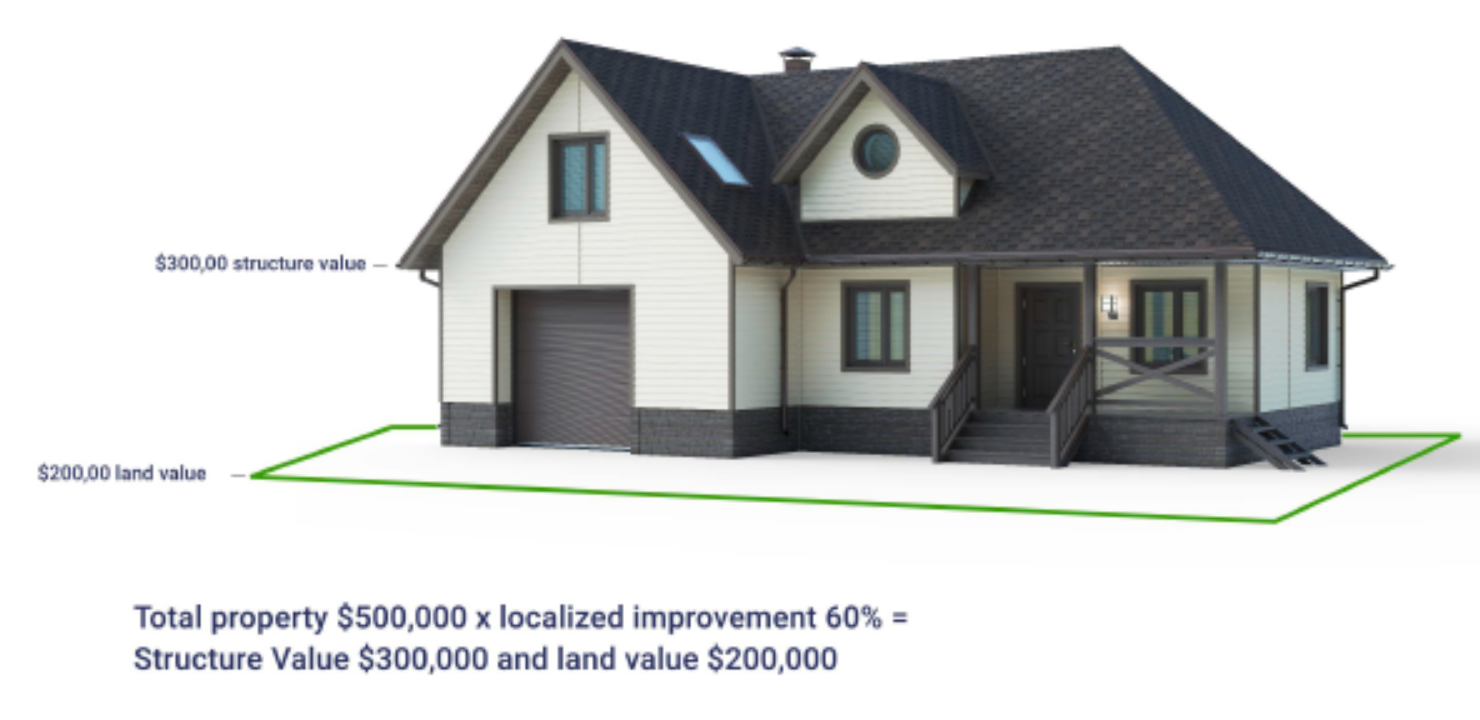 $300,00 structure value
$200,00 land value
Total property $500,000 x localized improvement 60% =
Structure Value $300,000 and land value $200,000